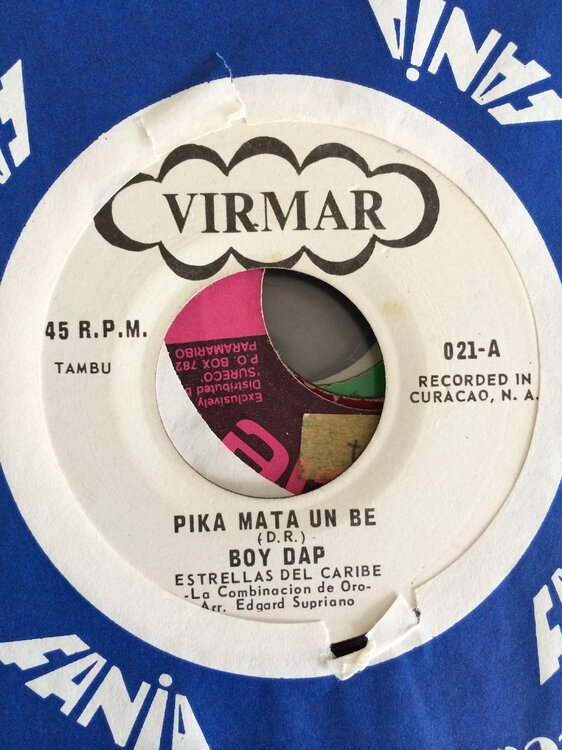 FANIA
VIRMAR
45 R.P.M.
TAMBU
021-A
RECORDED IN
CURACAO, N. A.
Exclusively
Distributed
'SURECO'
P.O. BOX 782
PARAMARIBO
PIKA MATA UN BE
(D.R.)
BOY DAP
ESTRELLAS DEL CARIBE
-La Combinacion de Oro-
Arr. Edgard Supriano
FANIA